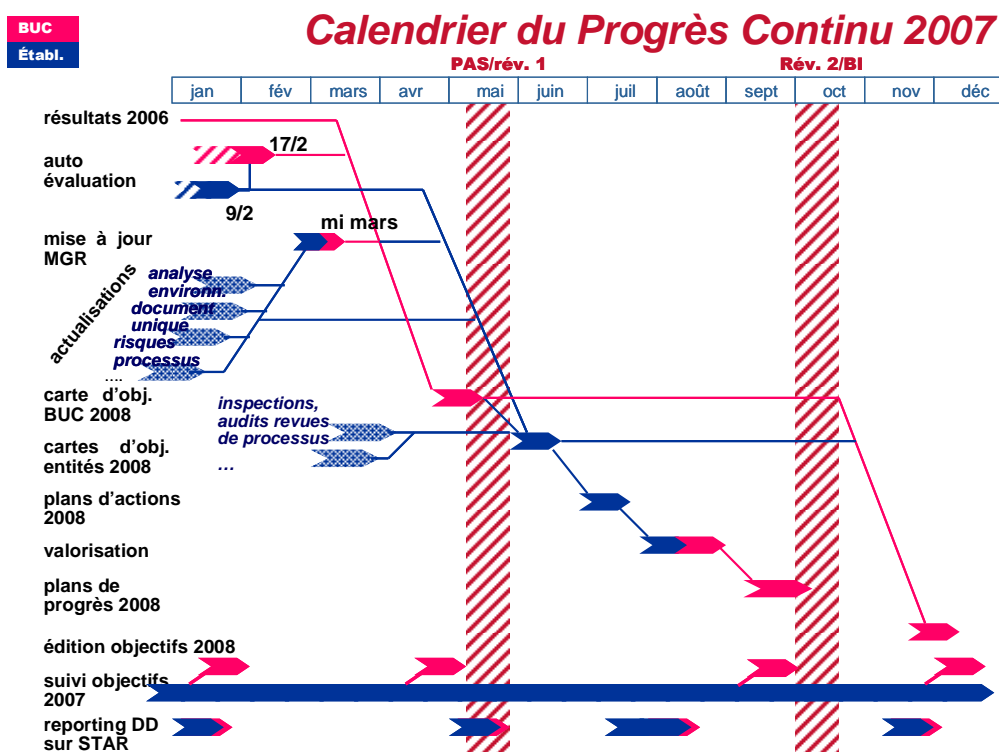 BUC
Établ.
Calendrier du Progrès Continu 2007
PAS/rév. 1
Rév. 2/BI
jan fév mars avr mai juin juil août sept oct nov déc
résultats 2006
17/2
auto
évaluation
9/2
mi mars
mise à jour
MGR
actualisations
analyse
environn.
document
unique
risques
processus
....
carte d’obj.
BUC 2008
inspections,
audits revues
de processus
…
cartes d’obj.
entités 2008
plans d’actions
2008
valorisation
plans de
progrès 2008
édition objectifs 2008
suivi objectifs
2007
reporting DD
sur STAR